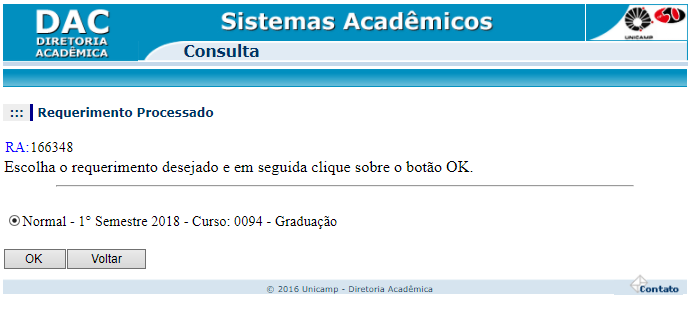 DAC
DIRETORIA
ACADÊMICA
Sistemas Acadêmicos
Consulta
UNICAMP
::: Requerimento Processado
RA:166348
Escolha o requerimento desejado e em seguida clique sobre o botão OK.
Normal - 1° Semestre 2018 - Curso: 0094 - Graduação
OK Voltar
© 2016 Unicamp - Diretoria Acadêmica
Contato